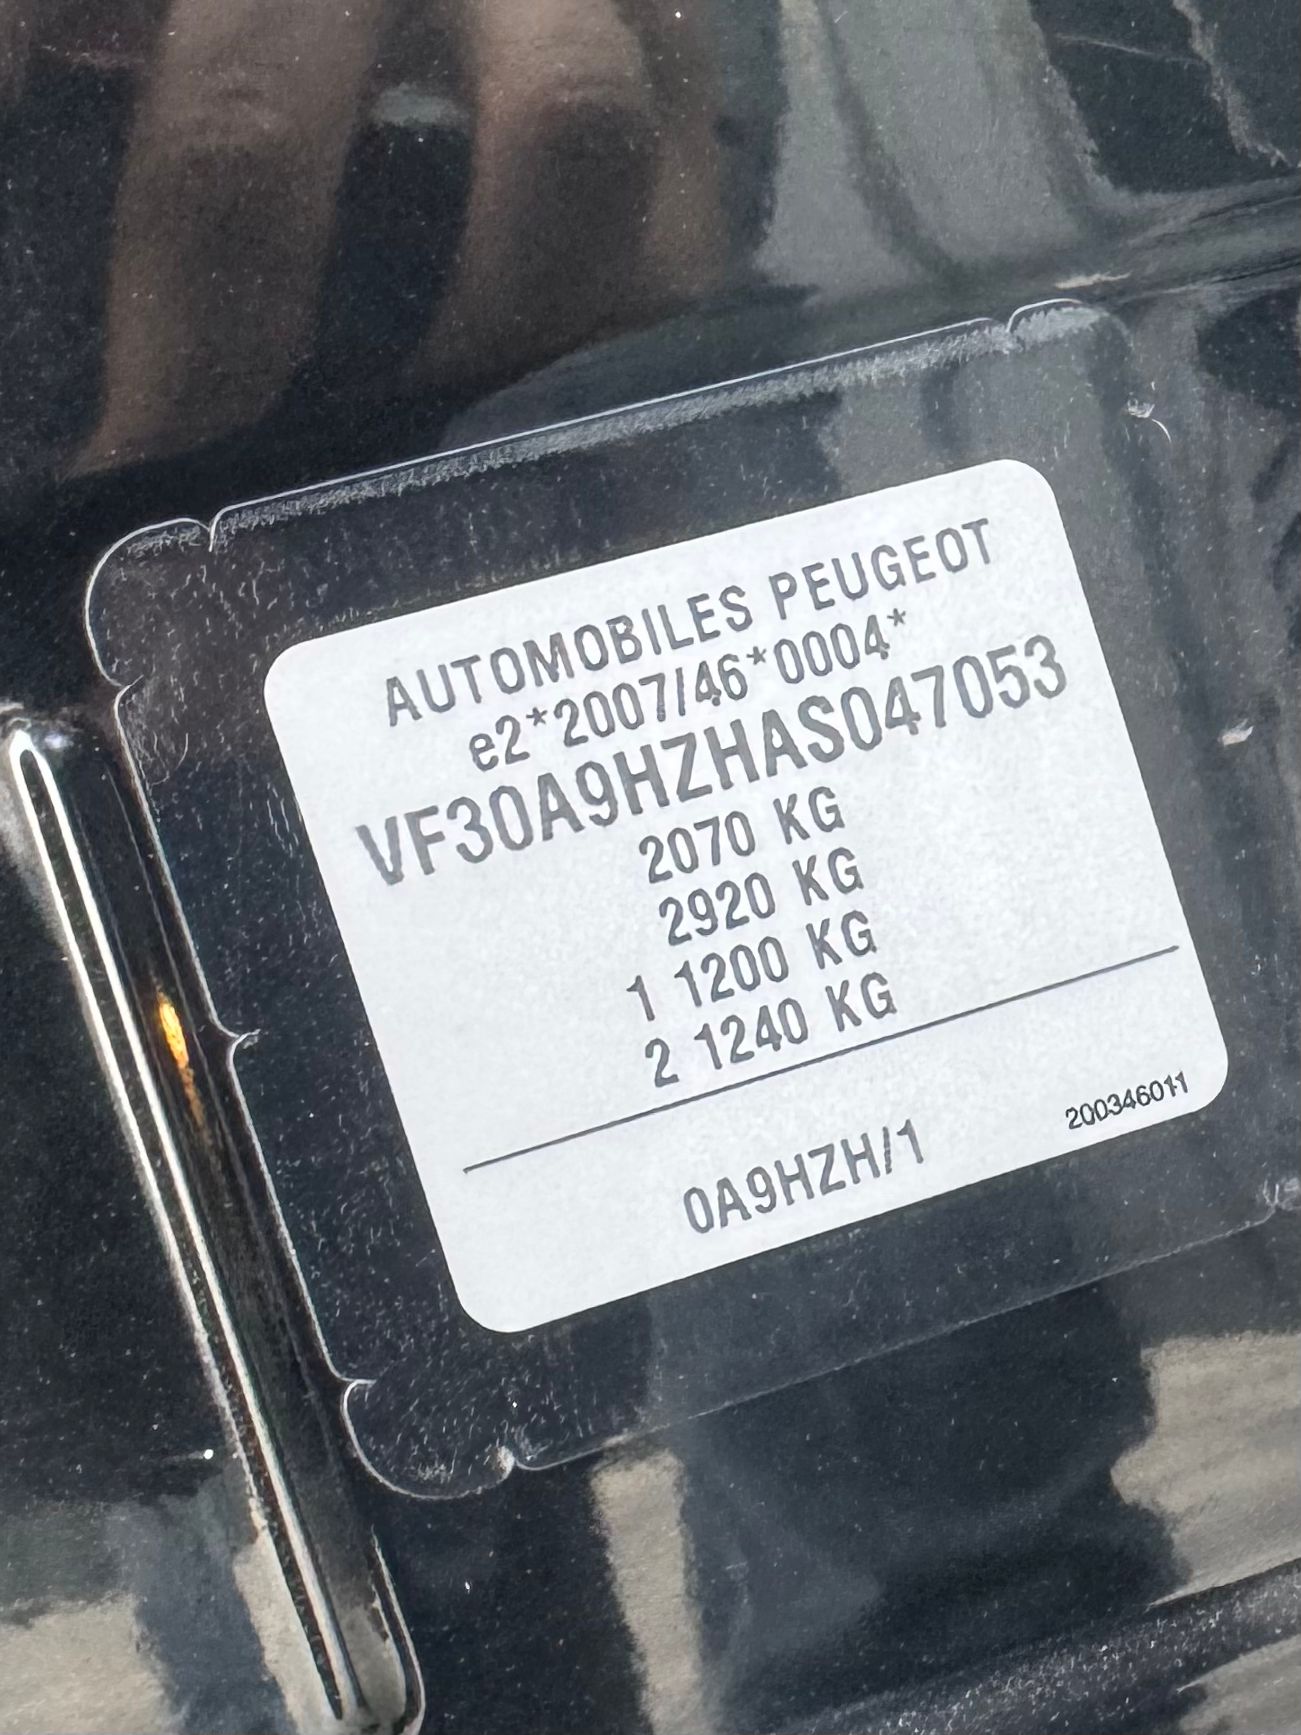 AUTOMOBILES PEUGEOT
e2*2007/46*0004*
VF30A9HZHAS047053
2070 KG
2920 KG
1 1200 KG
2 1240 KG
200346011
0A9HZH/1